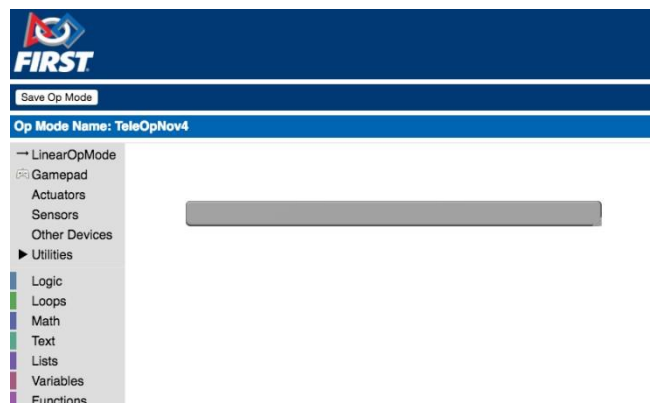 FIRST
Save Op Mode
Op Mode Name: TeleOpNov4
LinearOpMode
Gamepad
Actuators
Sensors
Other Devices
Utilities
Logic
Loops
Math
Text
Lists
Variables
Functions